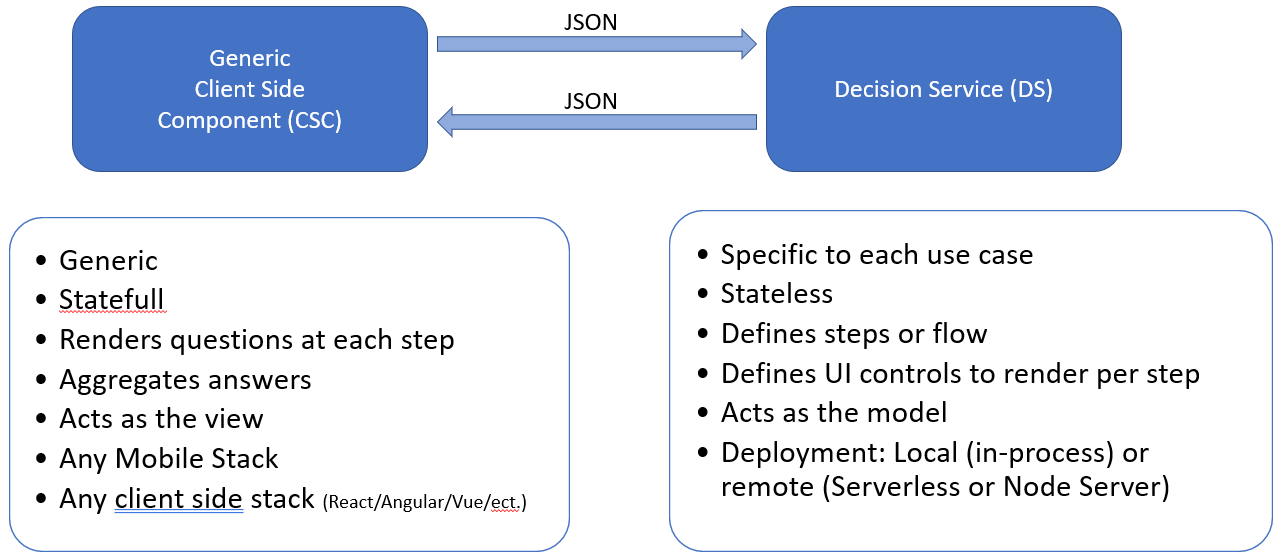 Generic
Client Side
Component (CSC)
JSON
JSON
Decision Service (DS)
• Generic
• Statefull
• Renders questions at each step
• Aggregates answers
• Acts as the view
• Any Mobile Stack
• Any client side stack (React/Angular/Vue/ect.)
• Specific to each use case
• Stateless
• Defines steps or flow
• Defines UI controls to render per step
• Acts as the model
• Deployment: Local (in-process) or
remote (Serverless or Node Server)